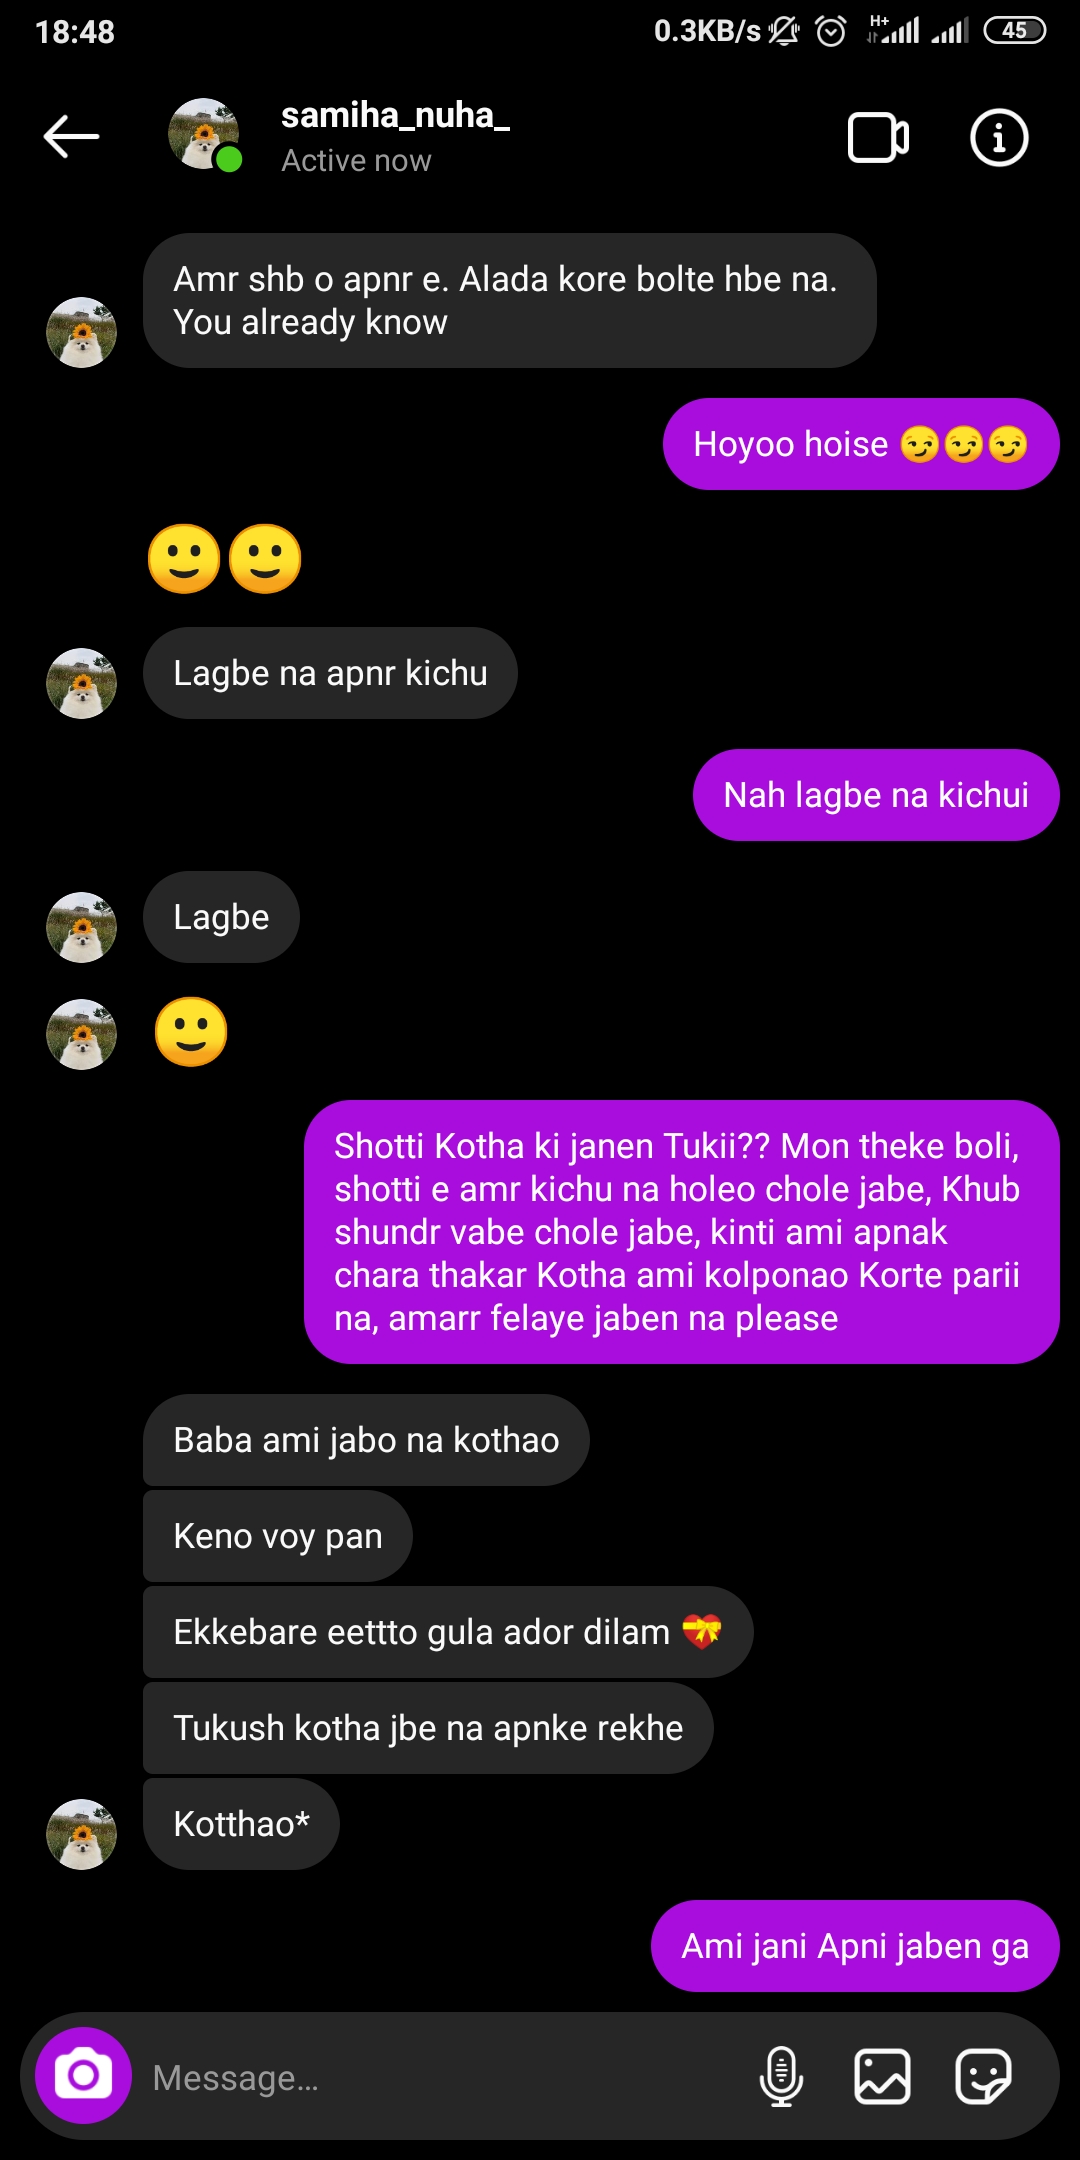 18:48
0.3KB/s
H+
45
samiha_nuha_
Active now
Amr shb o apnr e. Alada kore bolte hbe na.
You already know
Hoyoo hoise 😏😏😏
🙂🙂
Lagbe na apnr kichu
Nah lagbe na kichui
Lagbe
🙂
Shotti Kotha ki janen Tukii?? Mon theke boli,
shotti e amr kichu na holeo chole jabe, Khub
shundr vabe chole jabe, kinti ami apnak
chara thakar Kotha ami kolponao Korte parii
na, amarr felaye jaben na please
Baba ami jabo na kothao
Keno voy pan
Ekkebare eettto gula ador dilam 💝
Tukush kotha jbe na apnke rekhe
Kotthao*
Ami jani Apni jaben ga
Message...